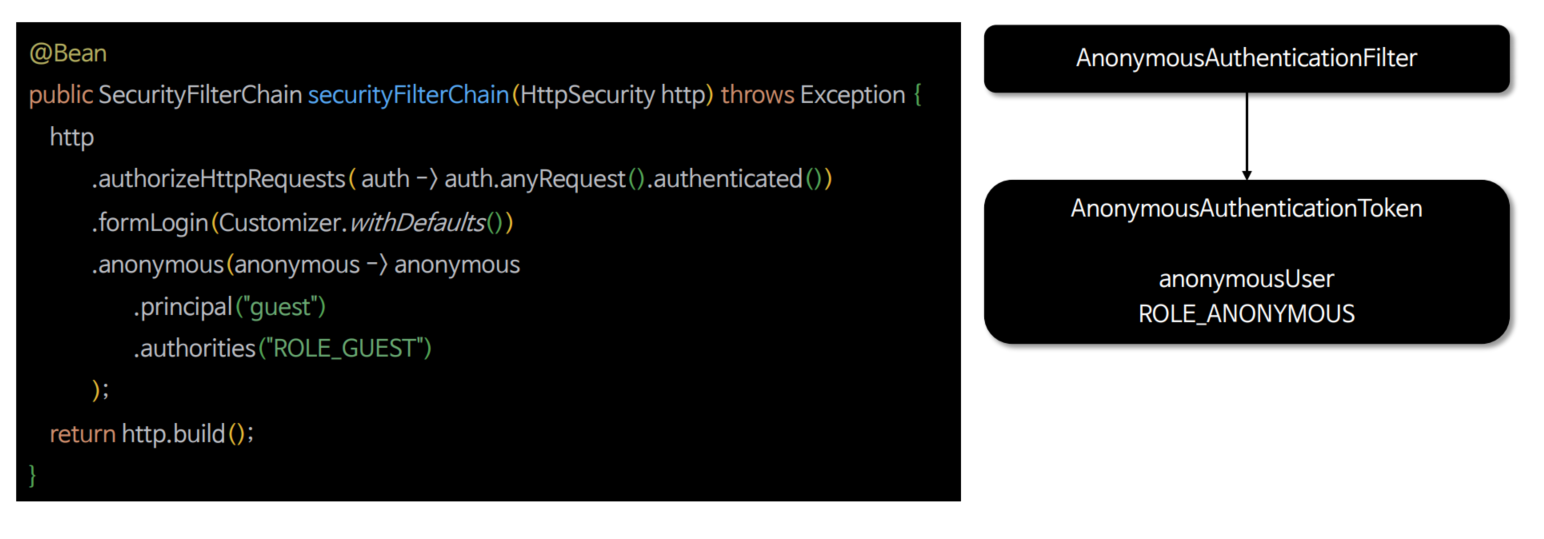 @Bean
public SecurityFilterChain securityFilterChain(HttpSecurity http) throws Exception {
http
.authorizeHttpRequests( auth -> auth.anyRequest().authenticated())
.formLogin(Customizer.withDefaults())
.anonymous(anonymous -> anonymous
.principal("guest")
.authorities("ROLE_GUEST")
);
return http.build();
}
AnonymousAuthenticationFilter
AnonymousAuthenticationToken
anonymousUser
ROLE_ANONYMOUS